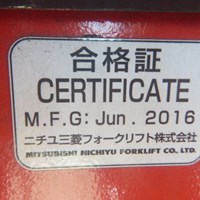 合格証
CERTIFICATE
M.F.G: Jun . 2016
ニチユ三菱フォークリフト株式会社
MITSUBISHI NICHIYU FORKLIFT CO., LTD.